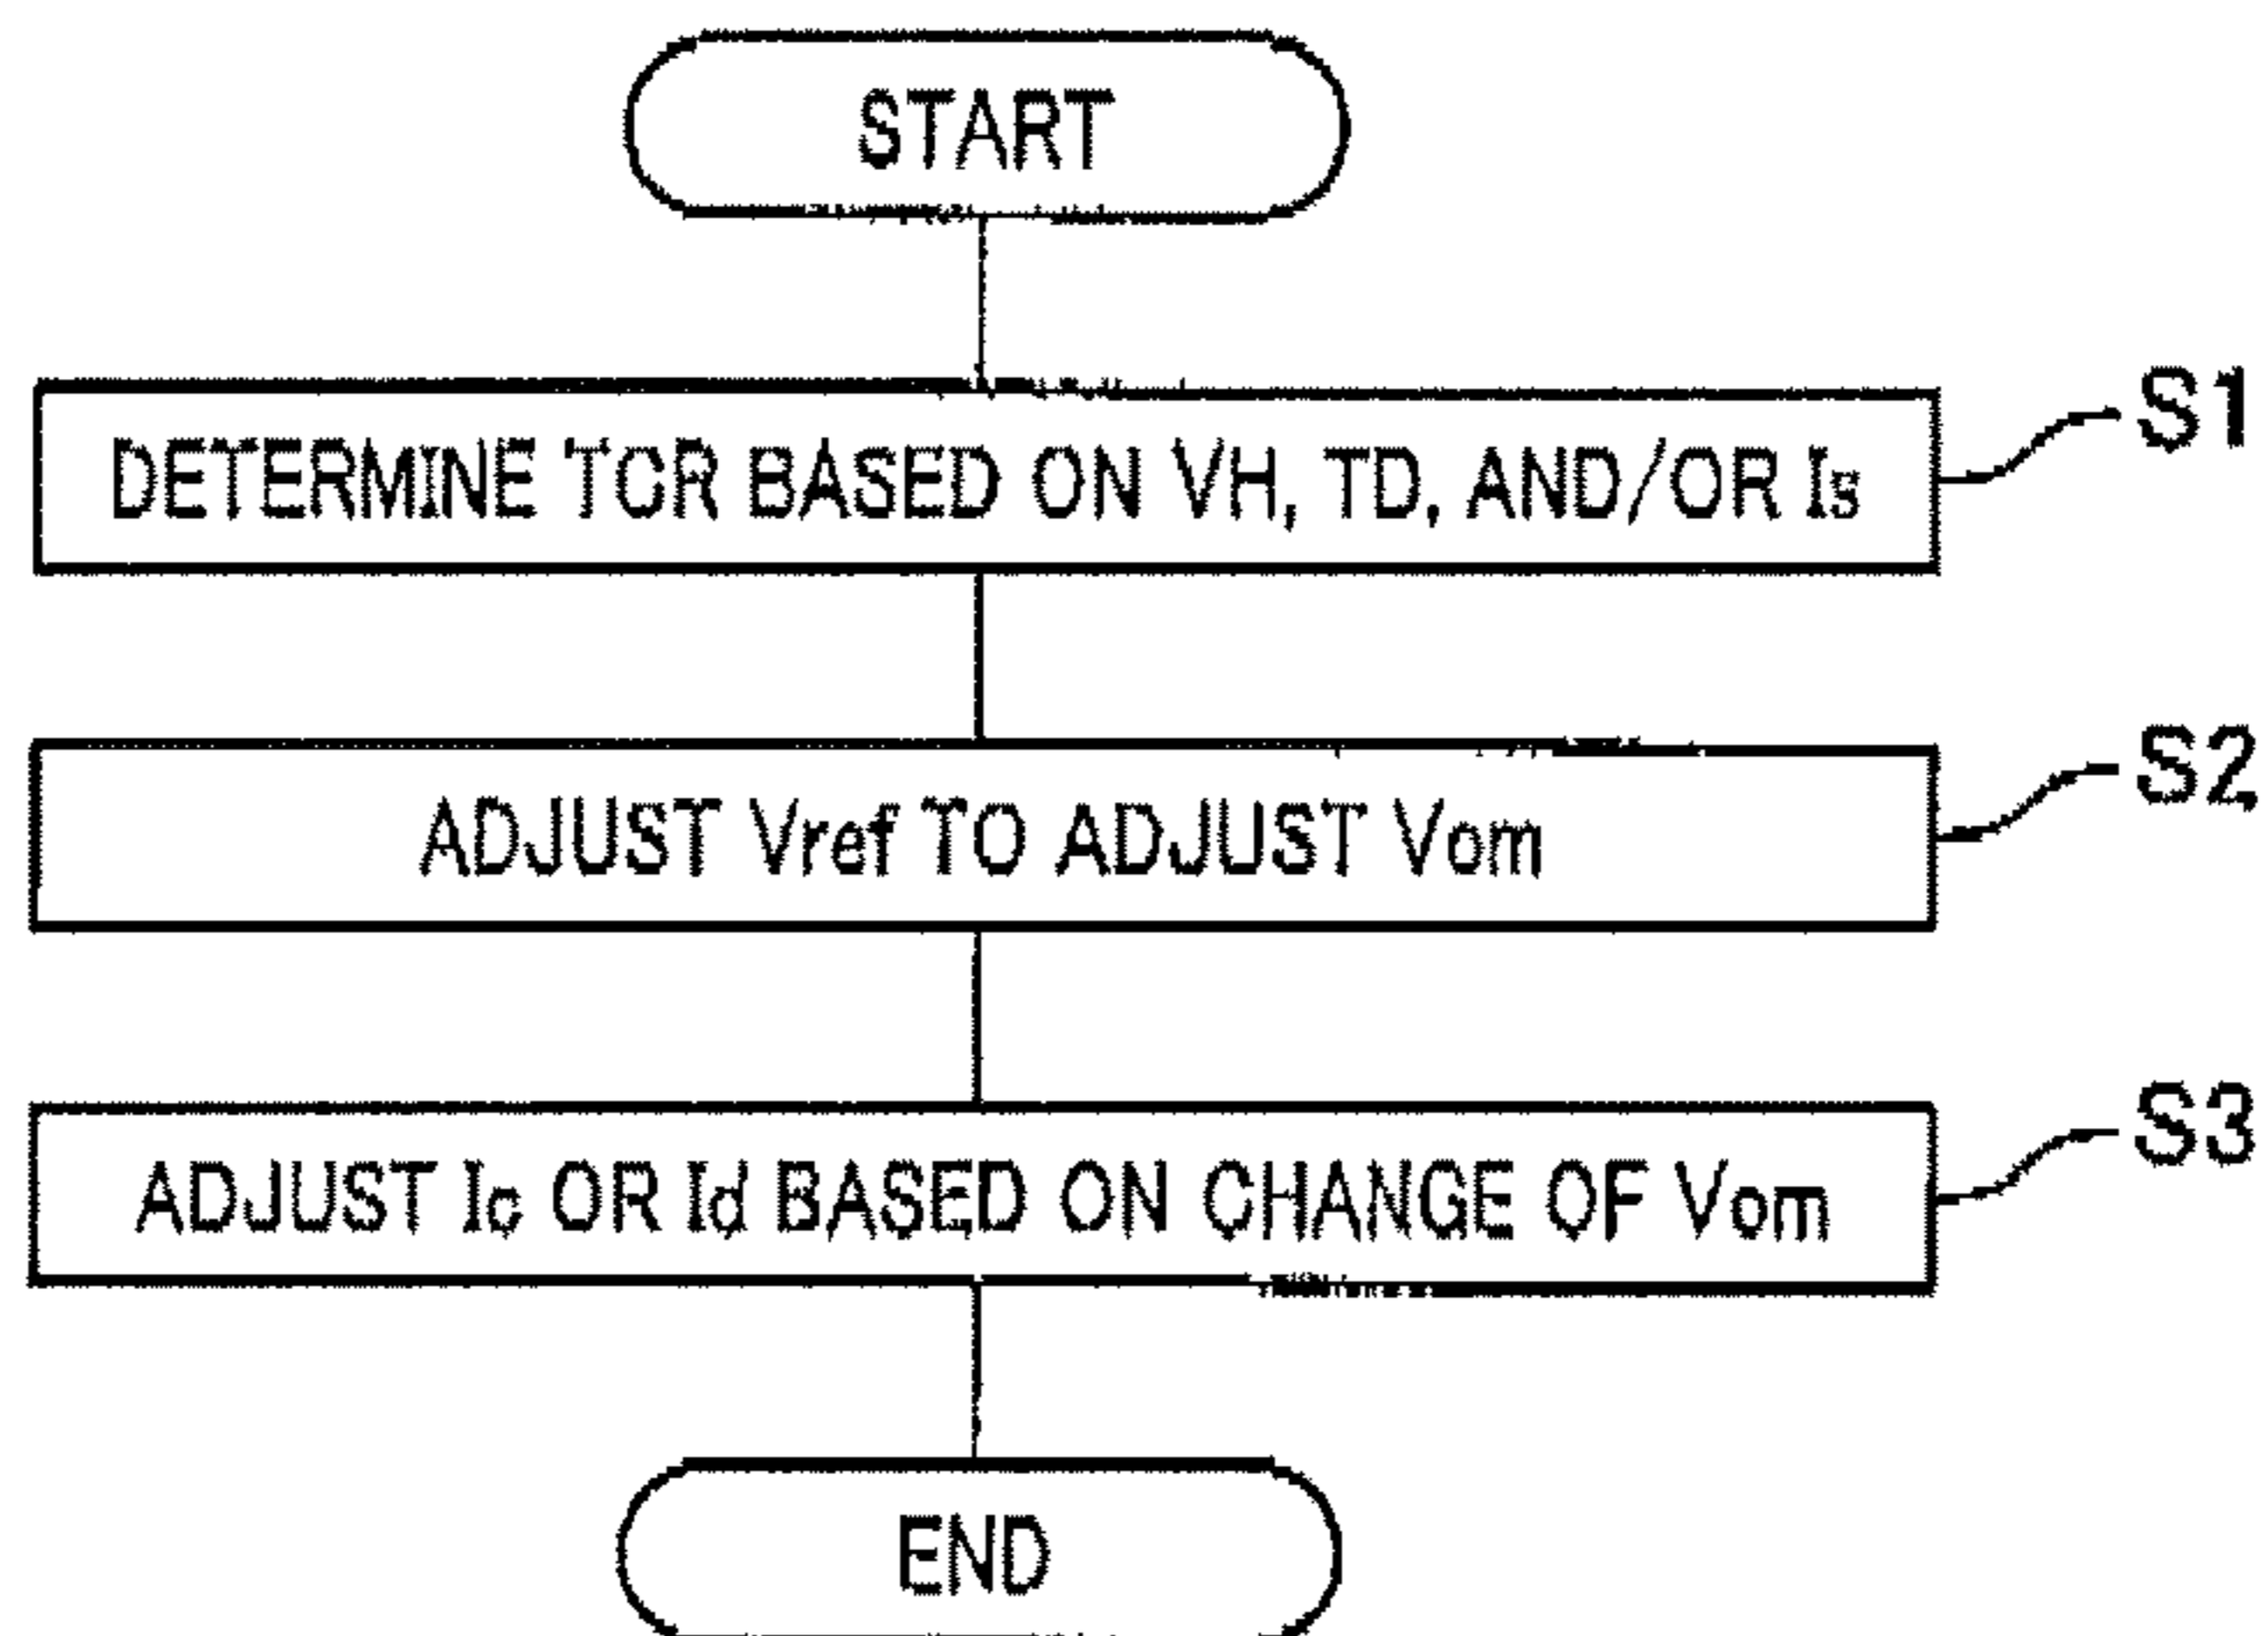 START
DETERMINE TCR BASED ON VH, TD, AND/OR Is
S1
ADJUST Vref TO ADJUST Vom
S2
ADJUST Ic OR Id BASED ON CHANGE OF Vom
S3
END